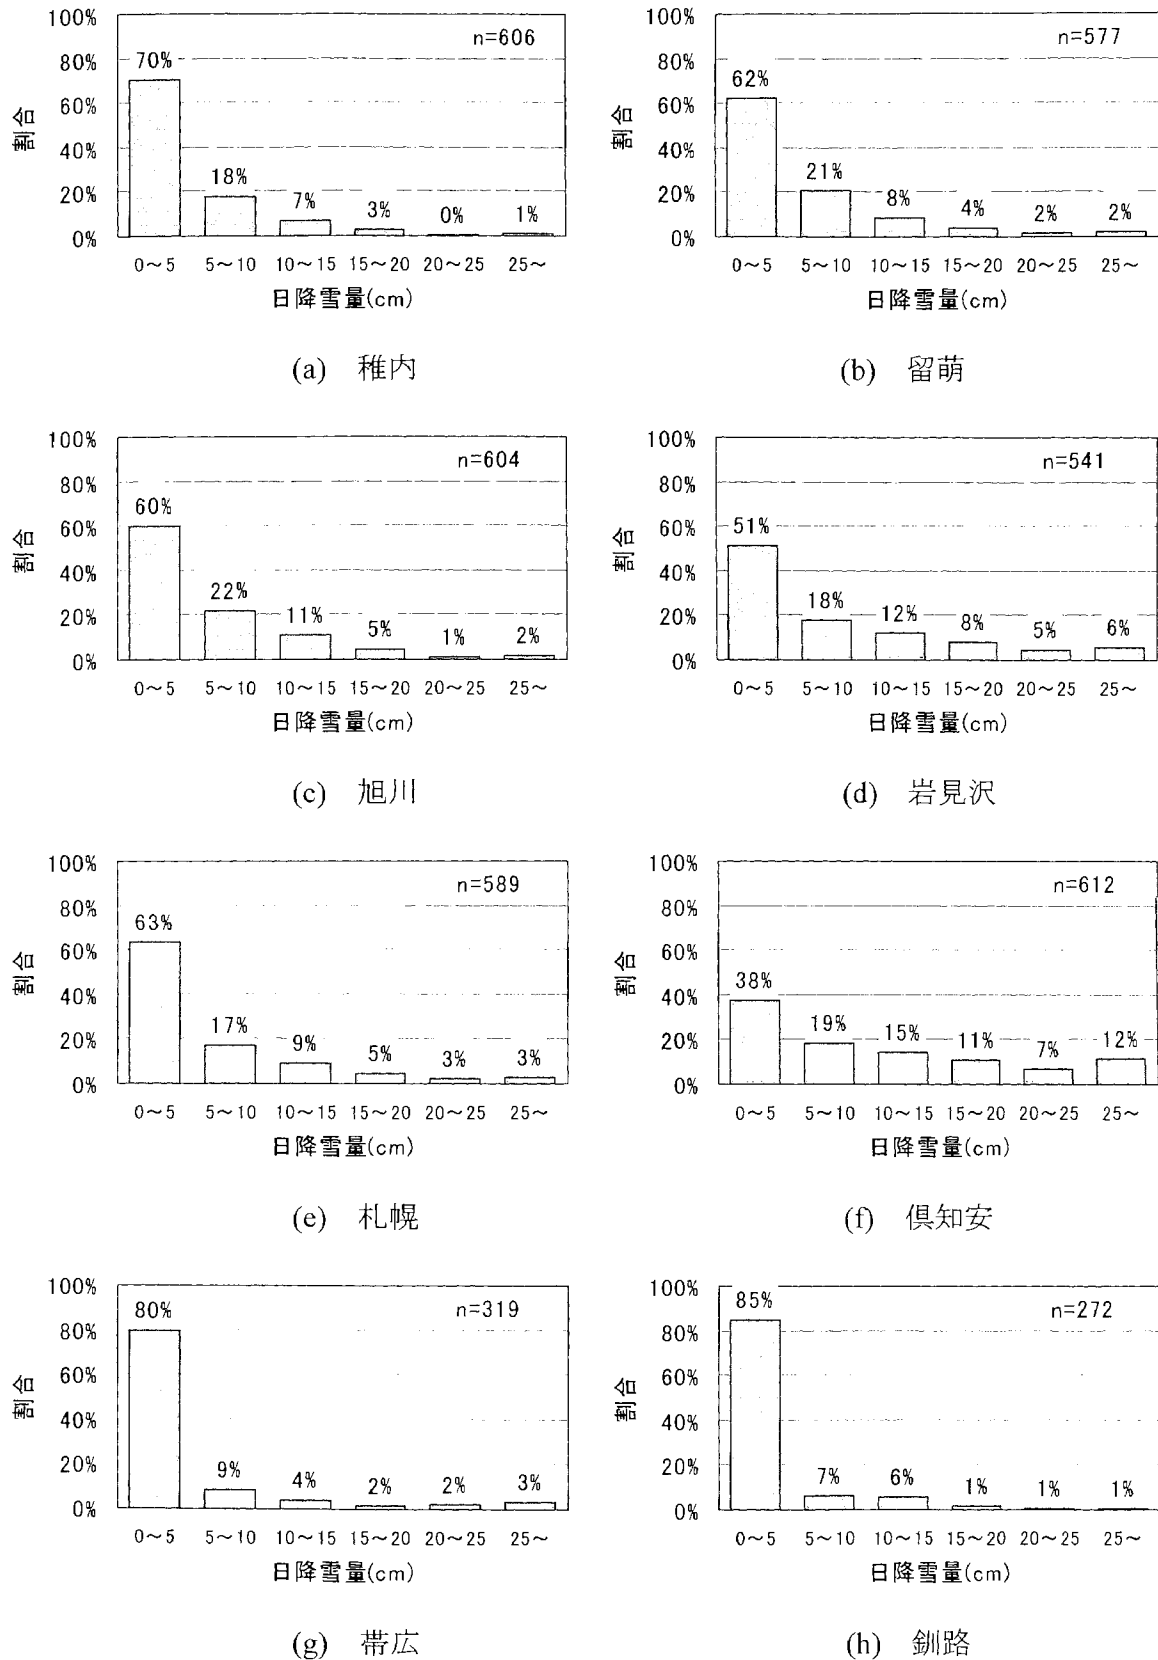 100%
80%
60%
40%
20%
0%
割合
n=606
70%
18%
7%
3%
0%
1%
0～5 5～10 10～15 15～20 20～25 25～
日降雪量(cm)
(a) 稚内
100%
80%
60%
40%
20%
0%
割合
n=577
62%
21%
8%
4%
2%
2%
0～5 5～10 10～15 15～20 20～25 25～
日降雪量(cm)
(b) 留萌
100%
80%
60%
40%
20%
0%
割合
n=604
60%
22%
11%
5%
1%
2%
0～5 5～10 10～15 15～20 20～25 25～
日降雪量(cm)
(c) 旭川
100%
80%
60%
40%
20%
0%
割合
n=541
51%
18%
12%
8%
5%
6%
0～5 5～10 10～15 15～20 20～25 25～
日降雪量(cm)
(d) 岩見沢
100%
80%
60%
40%
20%
0%
割合
n=589
63%
17%
9%
5%
3%
3%
0～5 5～10 10～15 15～20 20～25 25～
日降雪量(cm)
(e) 札幌
100%
80%
60%
40%
20%
0%
割合
n=612
38%
19%
15%
11%
7%
12%
0～5 5～10 10～15 15～20 20～25 25～
日降雪量(cm)
(f) 倶知安
100%
80%
60%
40%
20%
0%
割合
n=319
80%
9%
4%
2%
2%
3%
0～5 5～10 10～15 15～20 20～25 25～
日降雪量(cm)
(g) 帯広
100%
80%
60%
40%
20%
0%
割合
n=272
85%
7%
6%
1%
1%
1%
0～5 5～10 10～15 15～20 20～25 25～
日降雪量(cm)
(h) 釧路